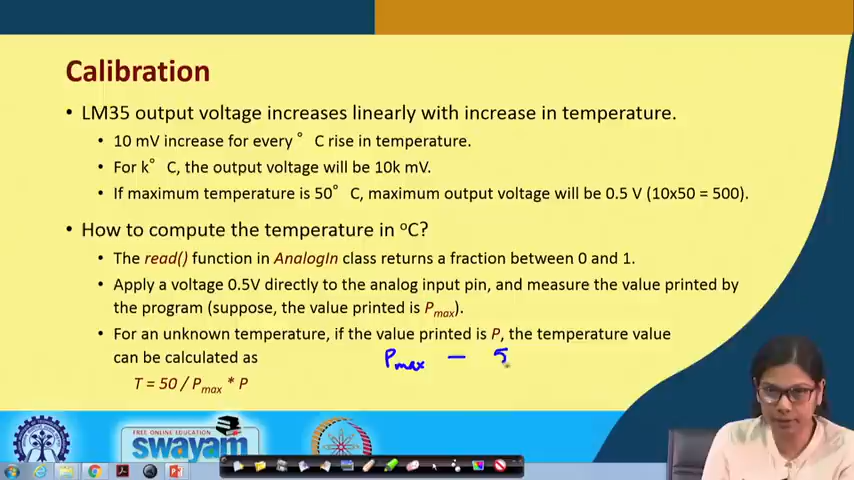 Calibration
• LM35 output voltage increases linearly with increase in temperature.
• 10 mV increase for every ° C rise in temperature.
• For k° C, the output voltage will be 10k mV.
• If maximum temperature is 50° C, maximum output voltage will be 0.5 V (10x50 = 500).
• How to compute the temperature in ºC?
• The read() function in AnalogIn class returns a fraction between 0 and 1.
• Apply a voltage 0.5V directly to the analog input pin, and measure the value printed by
the program (suppose, the value printed is Pmax).
• For an unknown temperature, if the value printed is P, the temperature value
can be calculated as
Pmax — 5
T = 50 / Pmax * P
FREE ONLINE EDUCATION
swayam